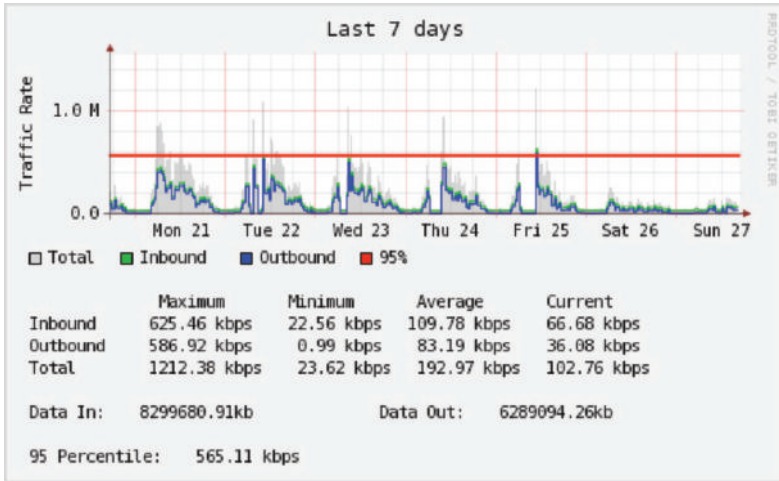 Last 7 days
RRDTOOL / TOBI OETIKER
Traffic Rate
1.0 M
0.0
Mon 21 Tue 22 Wed 23 Thu 24 Fri 25 Sat 26 Sun 27
Total Inbound Outbound 95%
Maximum Minimum Average Current
Inbound 625.46 kbps 22.56 kbps 109.78 kbps 66.68 kbps
Outbound 586.92 kbps 0.99 kbps 83.19 kbps 36.08 kbps
Total 1212.38 kbps 23.62 kbps 192.97 kbps 102.76 kbps
Data In: 8299680.91kb Data Out: 6289094.26kb
95 Percentile: 565.11 kbps